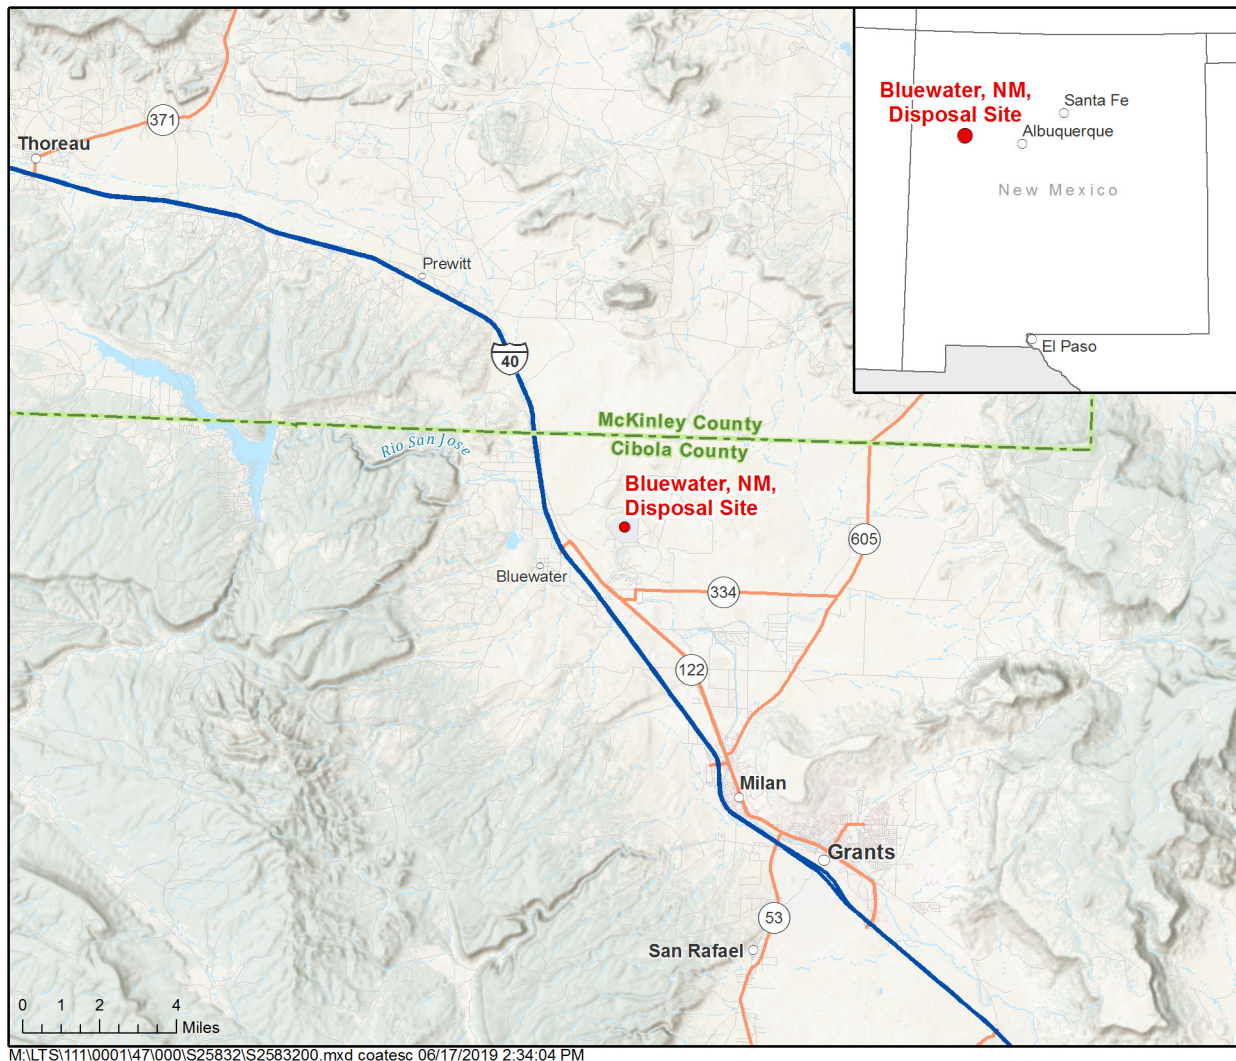 Bluewater, NM,
Disposal Site
Santa Fe
Albuquerque
New Mexico
El Paso
371
Thoreau
Prewitt
40
McKinley County
Cibola County
Rio San Jose
Bluewater, NM,
Disposal Site
605
Bluewater
334
122
Milan
Grants
53
San Rafael
0 1 2 4
Miles
M:\LTS\111\0001\47\000\S25832\S2583200.mxd coatesc 06/17/2019 2:34:04 PM